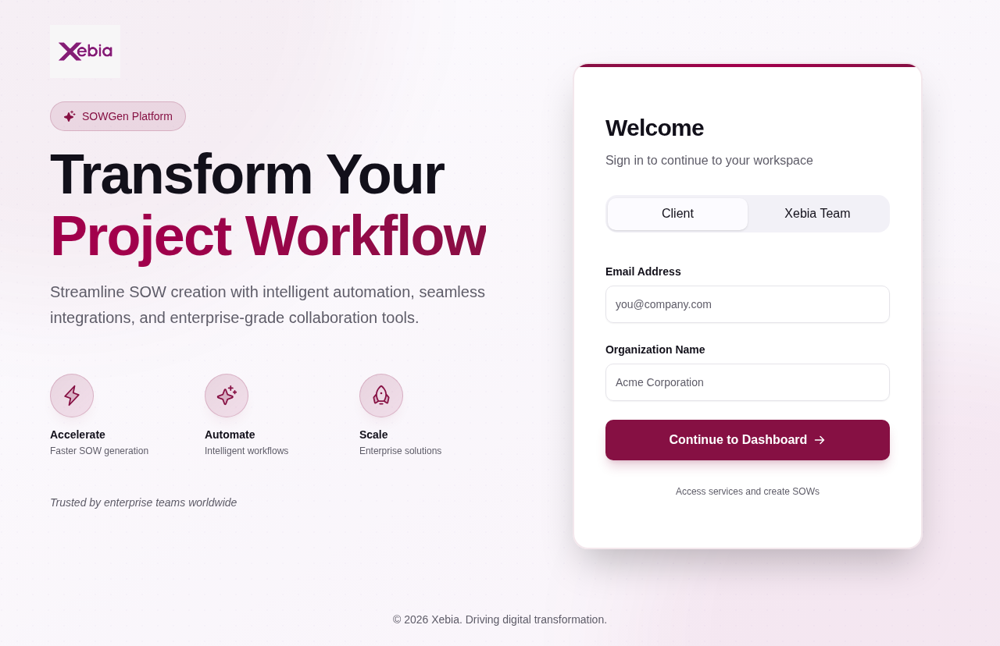 Xebia
SOWGen Platform
Transform Your
Project Workflow
Streamline SOW creation with intelligent automation, seamless
integrations, and enterprise-grade collaboration tools.
Accelerate
Faster SOW generation
Automate
Intelligent workflows
Scale
Enterprise solutions
Trusted by enterprise teams worldwide
Welcome
Sign in to continue to your workspace
Client
Xebia Team
Email Address
you@company.com
Organization Name
Acme Corporation
Continue to Dashboard →
Access services and create SOWs
© 2026 Xebia. Driving digital transformation.